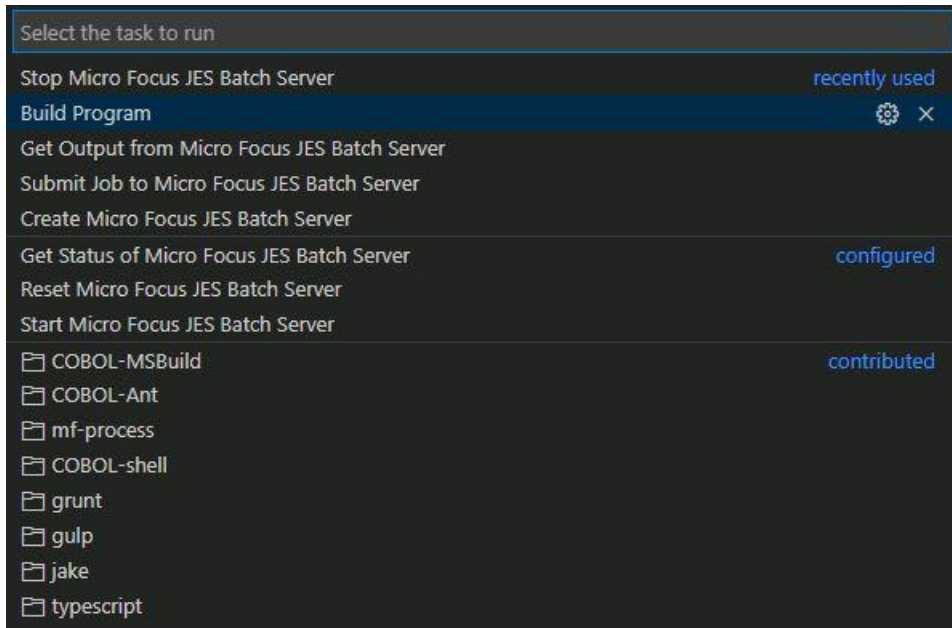 Select the task to run
Stop Micro Focus JES Batch Server recently used
Build Program
Get Output from Micro Focus JES Batch Server
Submit Job to Micro Focus JES Batch Server
Create Micro Focus JES Batch Server
Get Status of Micro Focus JES Batch Server configured
Reset Micro Focus JES Batch Server
Start Micro Focus JES Batch Server
COBOL-MSBuild contributed
COBOL-Ant
mf-process
COBOL-shell
grunt
gulp
jake
typescript